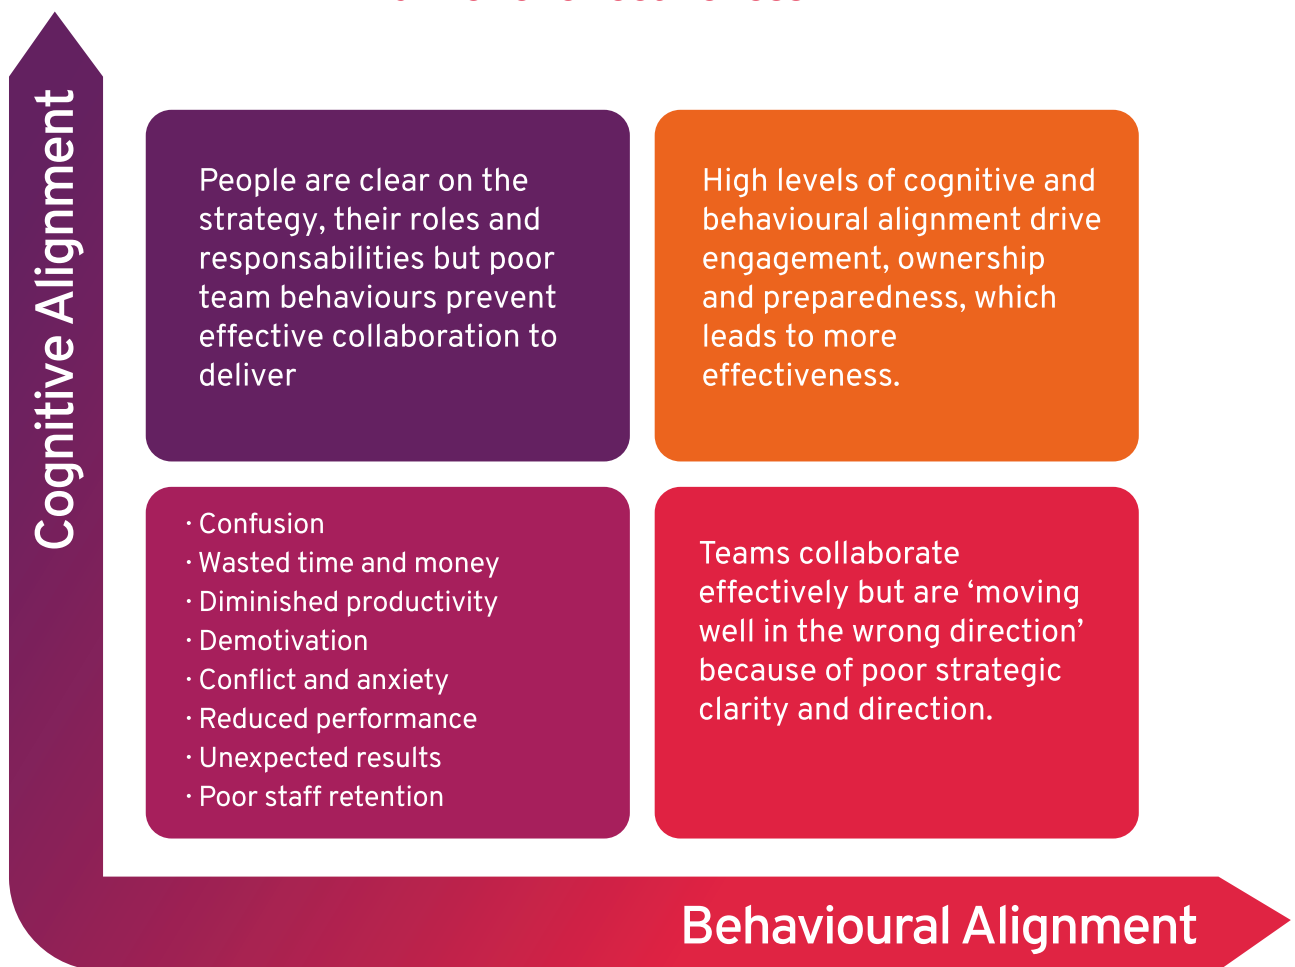 Cognitive Alignment
People are clear on the
strategy, their roles and
responsabilities but poor
team behaviours prevent
effective collaboration to
deliver
High levels of cognitive and
behavioural alignment drive
engagement, ownership
and preparedness, which
leads to more
effectiveness.
· Confusion
· Wasted time and money
· Diminished productivity
· Demotivation
· Conflict and anxiety
· Reduced performance
· Unexpected results
· Poor staff retention
Teams collaborate
effectively but are ‘moving
well in the wrong direction’
because of poor strategic
clarity and direction.
Behavioural Alignment